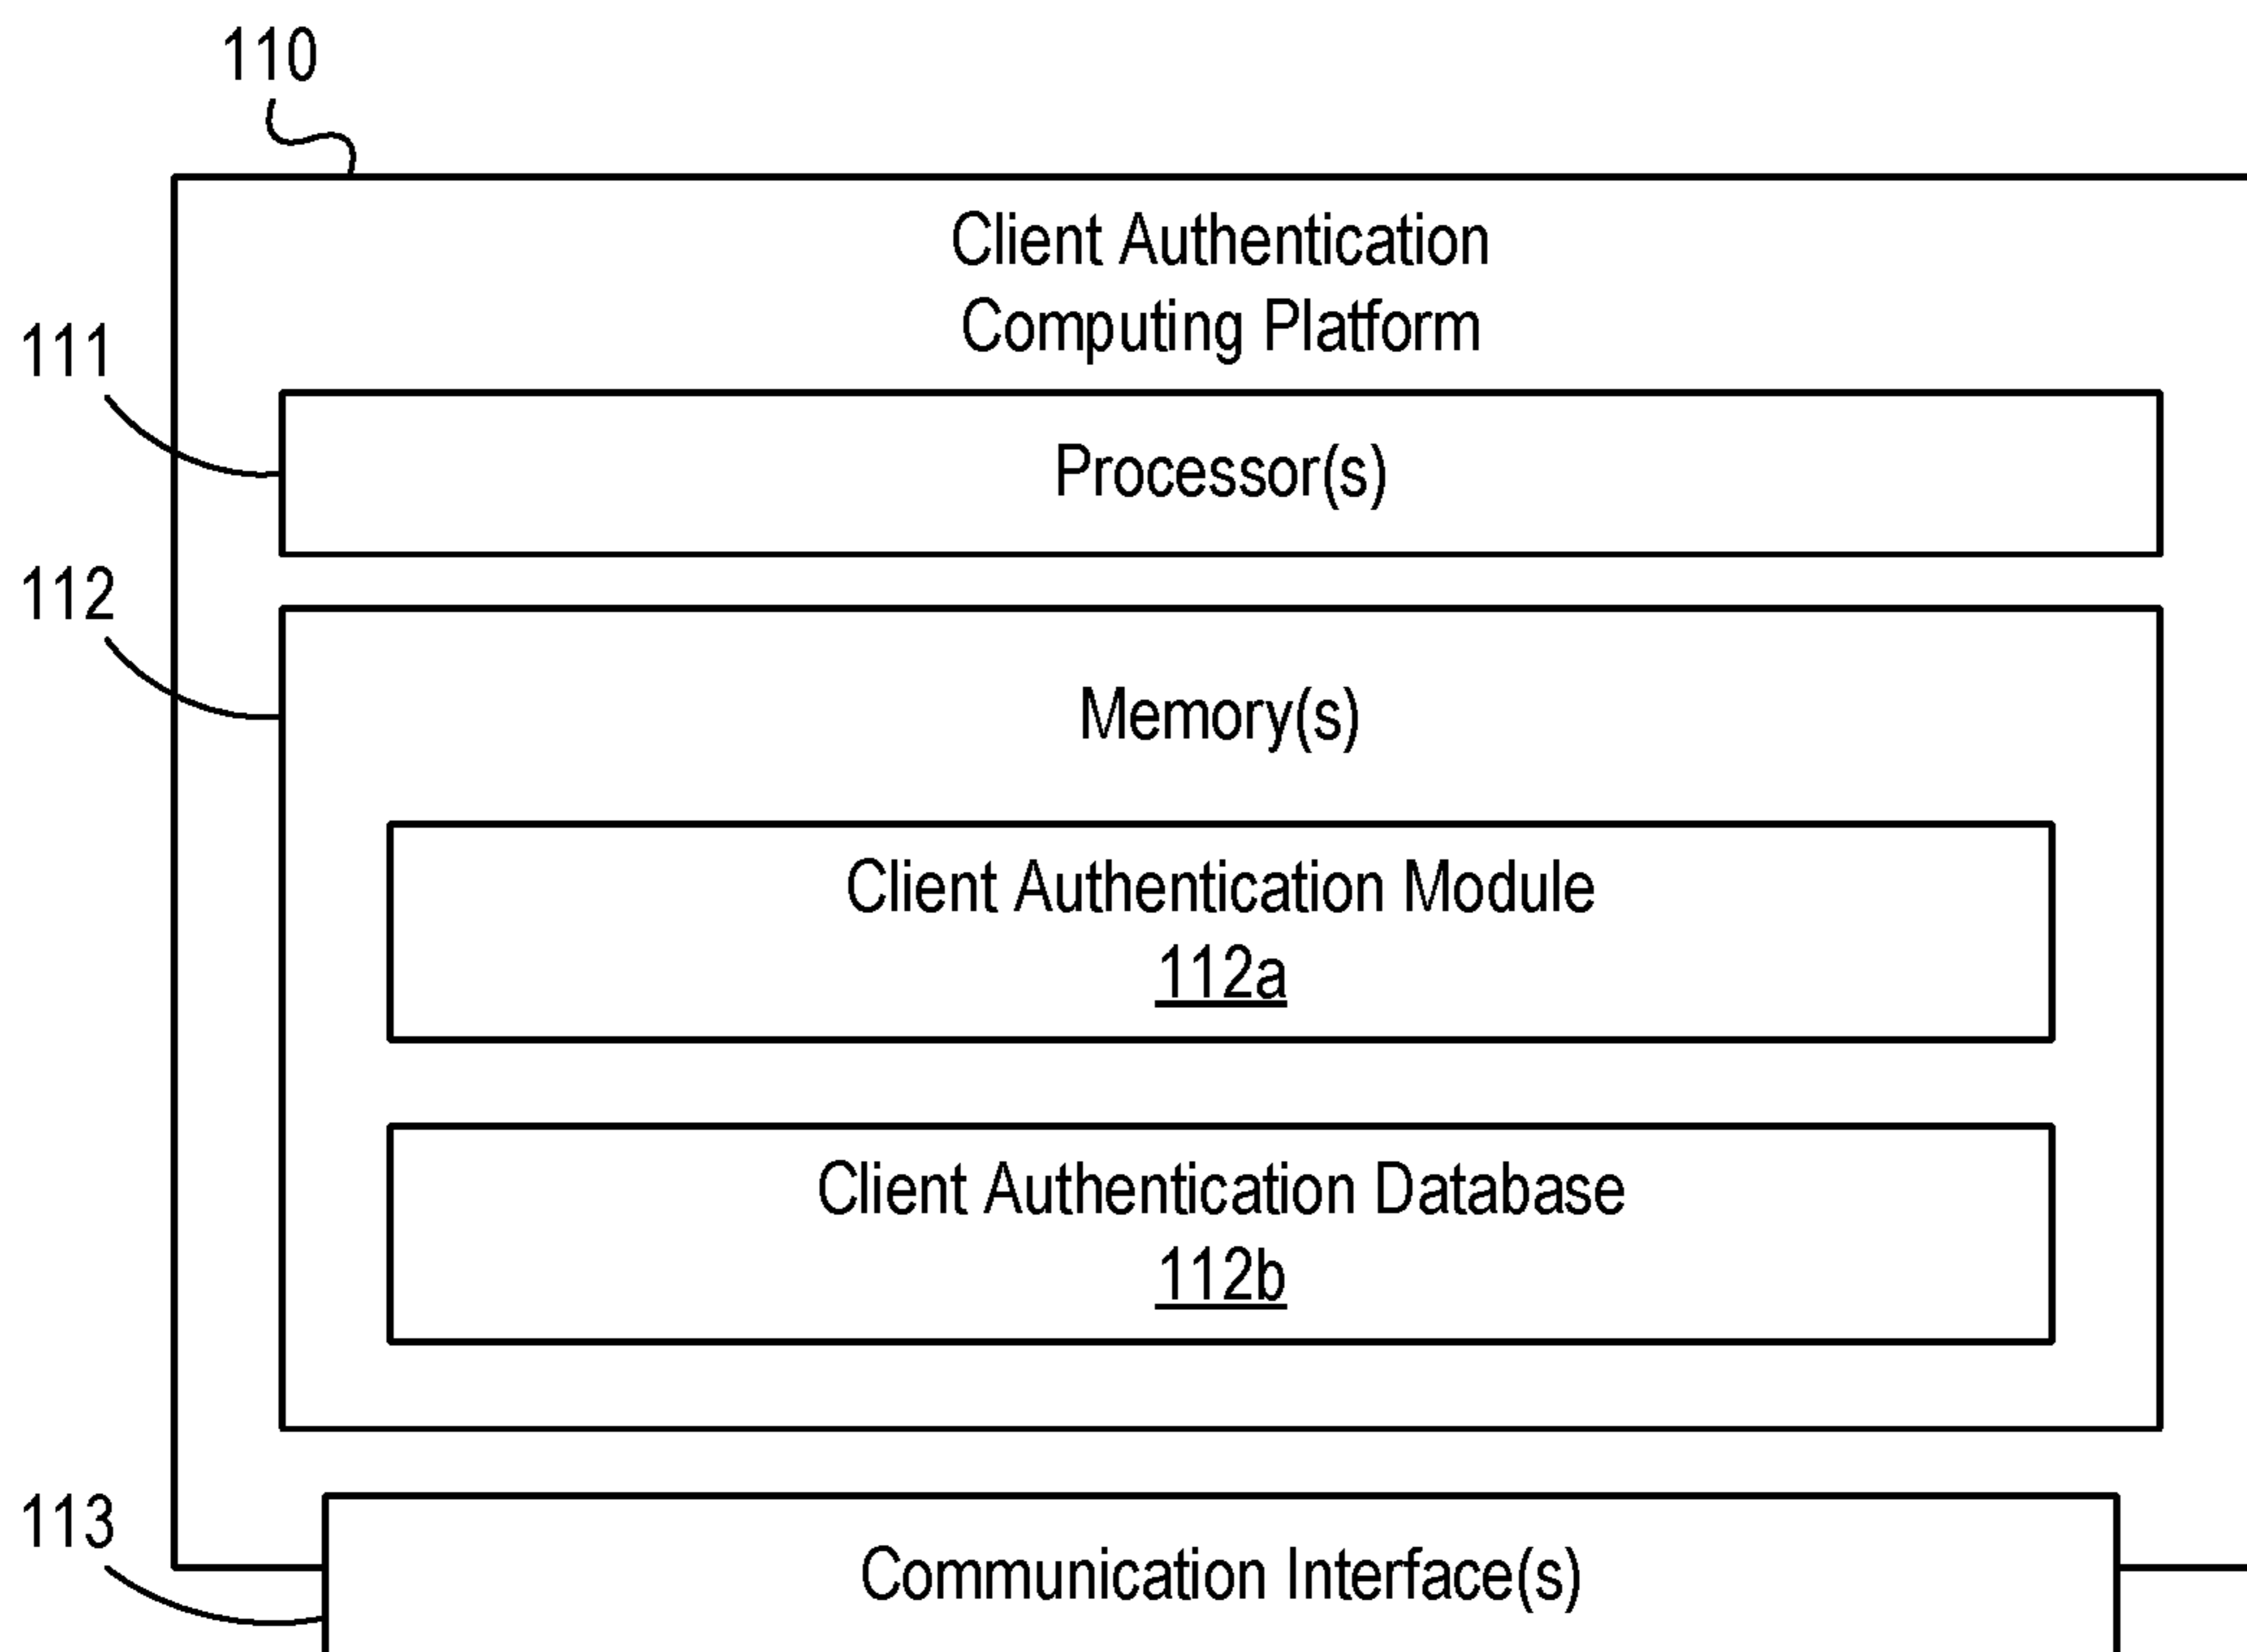 110
Client Authentication
Computing Platform
111
Processor(s)
112
Memory(s)
Client Authentication Module
112a
Client Authentication Database
112b
113
Communication Interface(s)